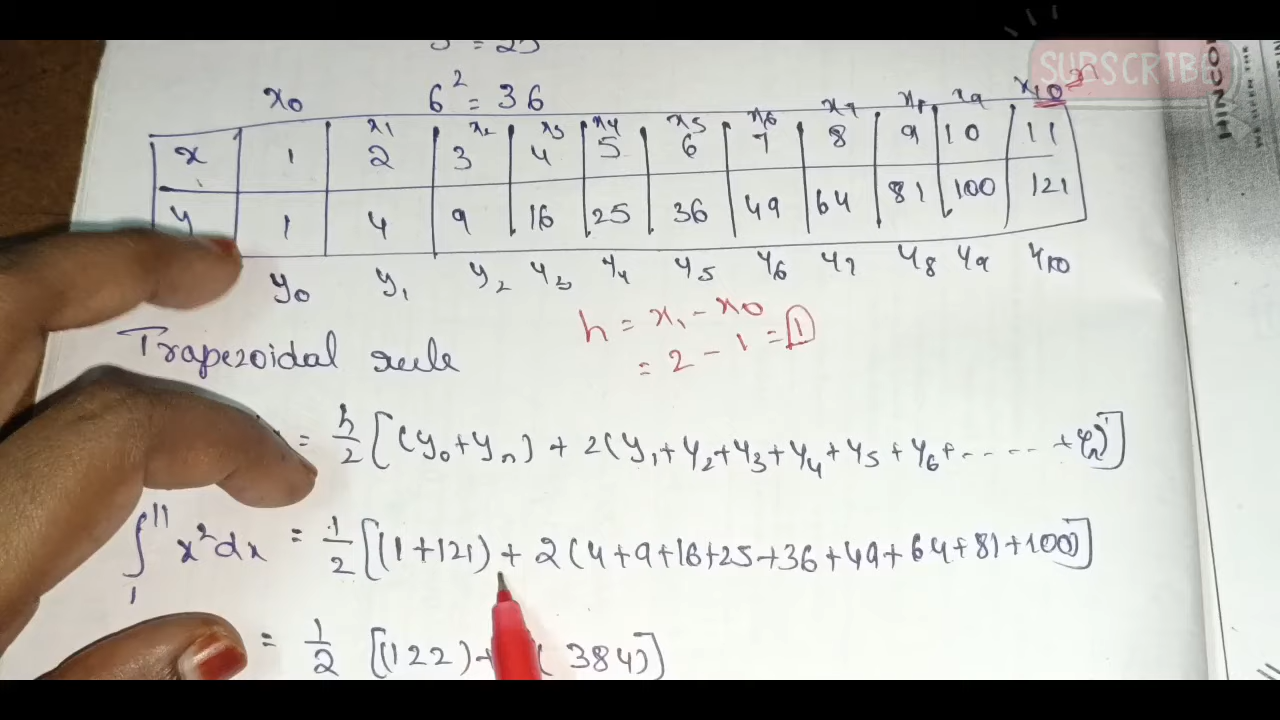 5 = 25
6² = 36
SUBSCRIBE
x₀ x₁ x₂ x₃ x₄ x₅ x₆ x₇ x₈ x₉ x₁₀ n
x 1 2 3 4 5 6 7 8 9 10 11
y 1 4 9 16 25 36 49 64 81 100 121
y₀ y₁ y₂ y₃ y₄ y₅ y₆ y₇ y₈ y₉ y₁₀
h = x₁ - x₀
= 2 - 1 = 1
Trapezoidal rule
= h/2 [(y₀+yₙ) + 2(y₁+y₂+y₃+y₄+y₅+y₆+.....+yₙ)]
∫₁¹¹ x²dx = 1/2 [(1+121) + 2(4+9+16+25+36+49+64+81+100)]
= 1/2 [(122)+ (384)]